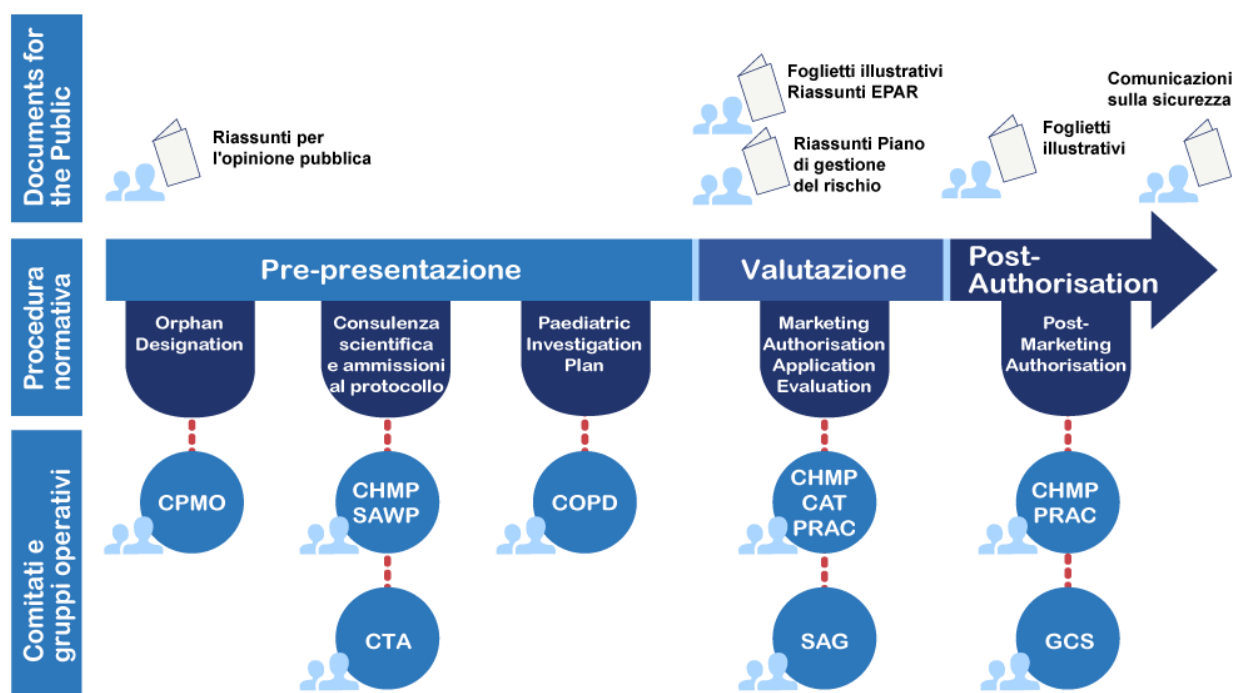 Documents for
the Public
Riassunti per
l'opinione pubblica
Foglietti illustrativi
Riassunti EPAR
Riassunti Piano
di gestione
del rischio
Foglietti
illustrativi
Comunicazioni
sulla sicurezza
Procedura
normativa
Pre-presentazione
Valutazione
Post-
Authorisation
Orphan
Designation
Consulenza
scientifica
e ammissioni
al protocollo
Paediatric
Investigation
Plan
Marketing
Authorisation
Application
Evaluation
Post-
Marketing
Authorisation
Comitati e
gruppi operativi
CPMO
CHMP
SAWP
COPD
CHMP
CAT
PRAC
CHMP
PRAC
CTA
SAG
GCS